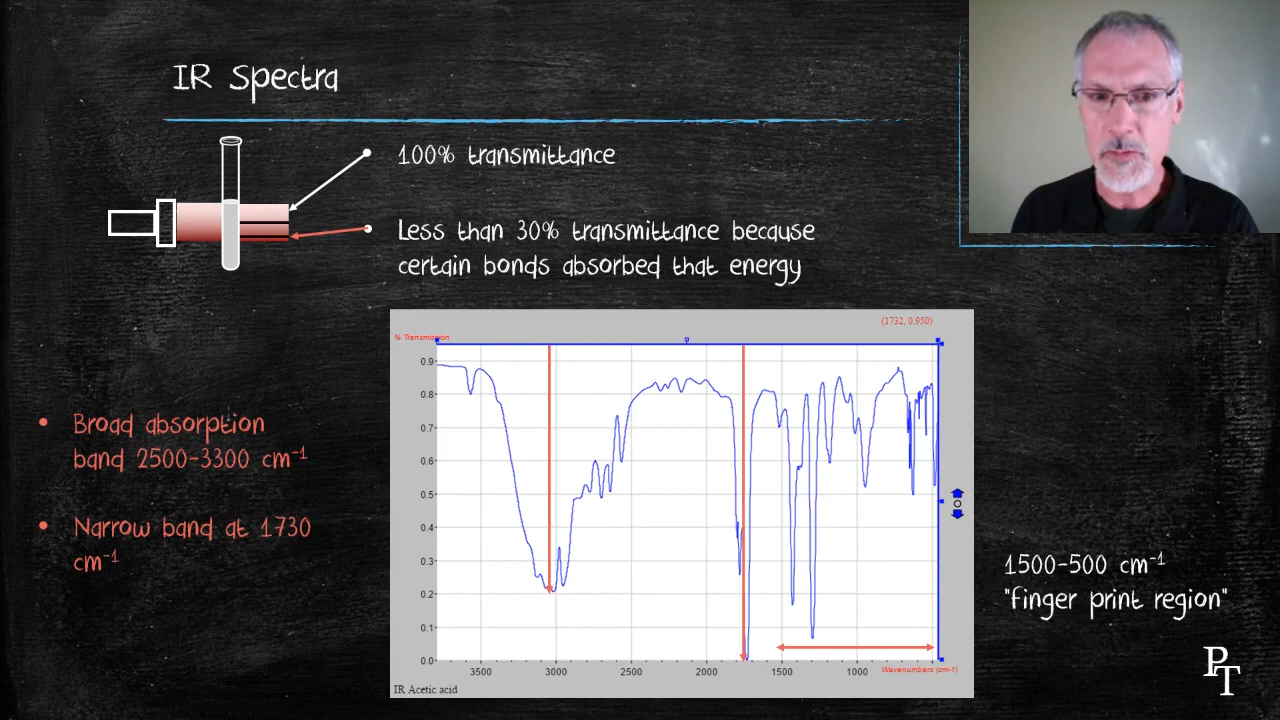 IR Spectra
100% transmittance
Less than 30% transmittance because
certain bonds absorbed that energy
• Broad absorption
band 2500-3300 cm⁻¹
• Narrow band at 1730
cm⁻¹
(1732, 0.950)
% Transmission
0.9
0.8
0.7
0.6
0.5
0.4
0.3
0.2
0.1
0.0
3500 3000 2500 2000 1500 1000
Wavenumbers (cm-1)
IR Acetic acid
1500-500 cm⁻¹
"finger print region"
PT